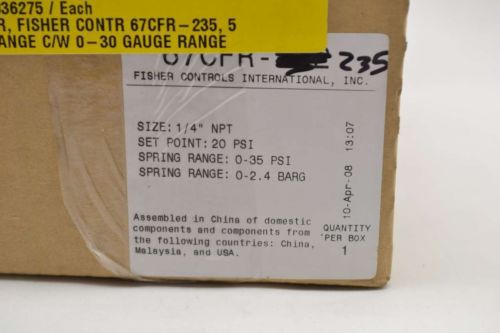 036275 / Each
R, FISHER CONTR 67CFR-235, 5
ANGE C/W 0-30 GAUGE RANGE
67CFR- 235
FISHER CONTROLS INTERNATIONAL, INC.
SIZE: 1/4" NPT
SET POINT: 20 PSI
SPRING RANGE: 0-35 PSI
SPRING RANGE: 0-2.4 BARG
10-Apr-08 13:07
Assembled in China of domestic
components and components from
the following countries: China,
Malaysia, and USA.
QUANTITY
PER BOX
1